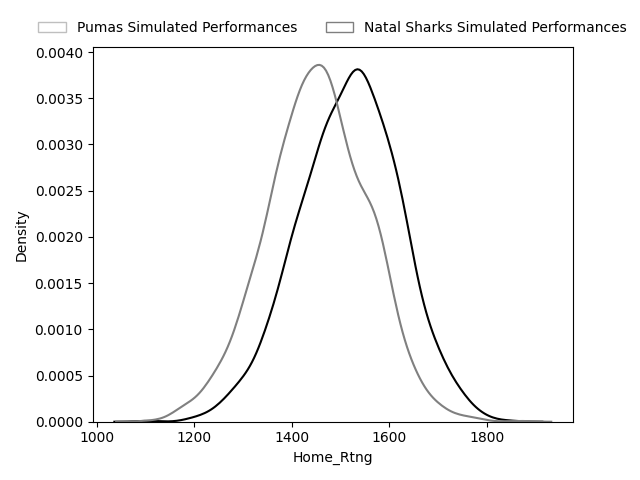 Pumas Simulated Performances Natal Sharks Simulated Performances
0.0040
0.0035
0.0030
0.0025
0.0020
0.0015
0.0010
0.0005
0.0000
Density
1000 1200 1400 1600 1800
Home_Rtng